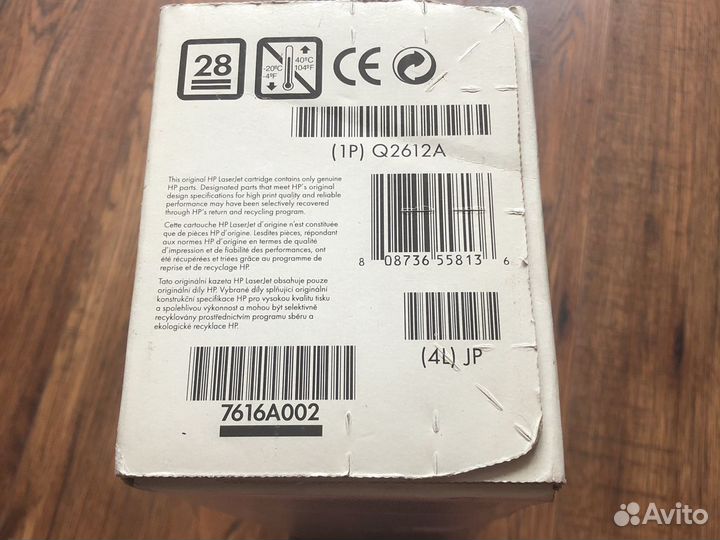 28
-20ºC
-4ºF
40ºC
104ºF
CE
(1P) Q2612A
This original HP LaserJet cartridge contains only genuine
HP parts. Designated parts that meet HP's original
design specifications for high print quality and reliable
performance may have been selectively recovered
through HP's return and recycling program.
Cette cartouche HP LaserJet d'origine n'est constituée
que de pièces HP d'origine. Lesdites pièces, répondant
aux normes HP d'origine en termes de qualité
d'impression et de fiabilité des performances, ont
été récupérées et triées grâce au programme de
reprise et de recyclage HP.
Tato originální kazeta HP LaserJet obsahuje pouze
originální díly HP. Vybrané díly splňující originální
konstrukční specifikace HP pro vysokou kvalitu tisku
a spolehlivou výkonnost a mohou být selektivně
recyklovány prostřednictvím programu sběru a
ekologické recyklace HP.
8 08736 55813 6
(4L) JP
7616A002
Avito